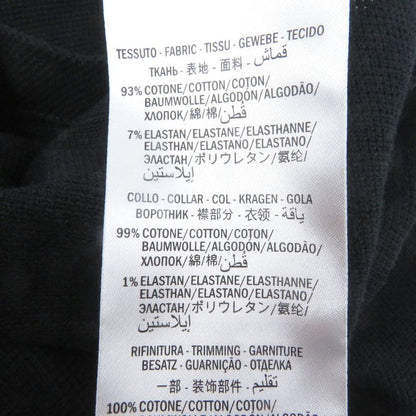 TESSUTO - FABRIC - TISSU - GEWEBE - TECIDO
ТКАНЬ - 表地 - 面料 - قماش
93% COTONE/COTTON/COTON/
BAUMWOLLE/ALGODÓN/ALGODÃO/
ХЛОПОК/綿/棉/قُطن
7% ELASTAN/ELASTANE/ELASTHANNE/
ELASTHAN/ELASTANO/ELASTANO/
ЭЛАСТАН/ポリウレタン/氨纶/
إيلاستين
COLLO - COLLAR - COL - KRAGEN - GOLA
ВОРОТНИК - 襟部分 - 衣领 - ياقة
99% COTONE/COTTON/COTON/
BAUMWOLLE/ALGODÓN/ALGODÃO/
ХЛОПОК/綿/棉/قُطن
1% ELASTAN/ELASTANE/ELASTHANNE/
ELASTHAN/ELASTANO/ELASTANO/
ЭЛАСТАН/ポリウレタン/氨纶/
إيلاستين
RIFINITURA - TRIMMING - GARNITURE
BESATZ - GUARNIÇÃO - ОТДЕЛКА
一部 - 装饰部件 - تقليم
100% COTONE/COTTON/COTON/